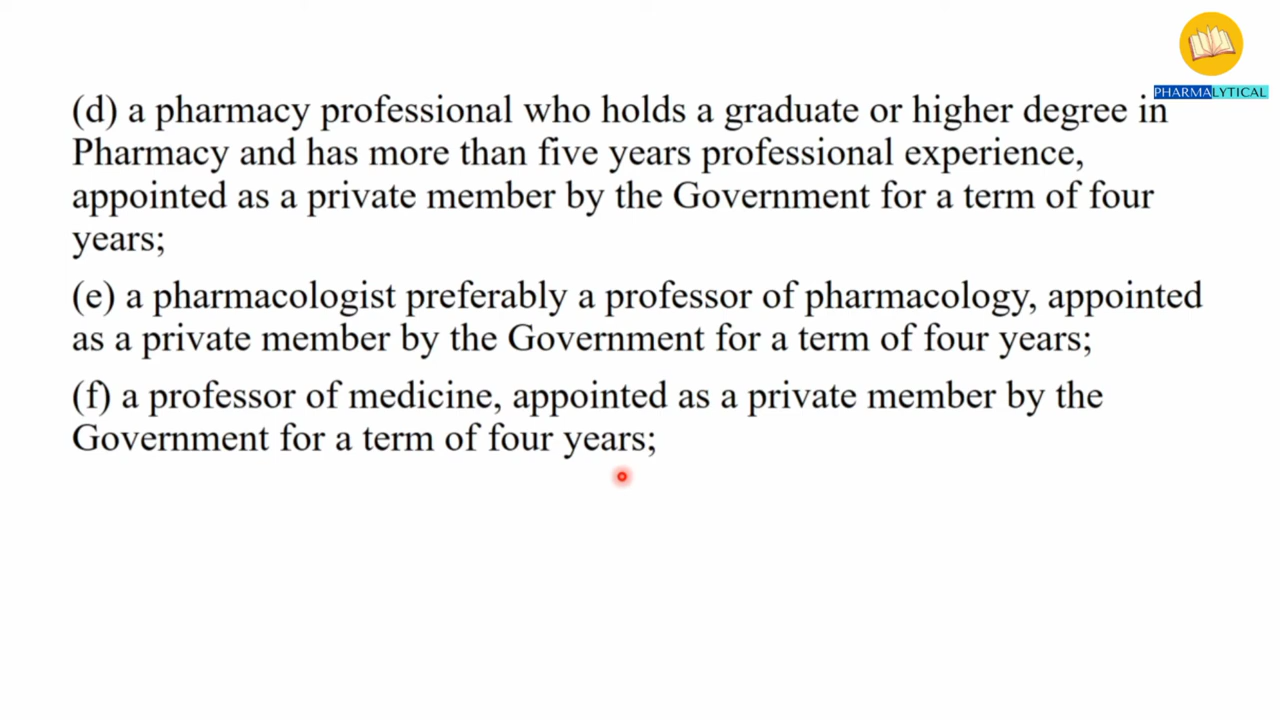 PHARMALYTICAL
(d) a pharmacy professional who holds a graduate or higher degree in
Pharmacy and has more than five years professional experience,
appointed as a private member by the Government for a term of four
years;
(e) a pharmacologist preferably a professor of pharmacology, appointed
as a private member by the Government for a term of four years;
(f) a professor of medicine, appointed as a private member by the
Government for a term of four years;